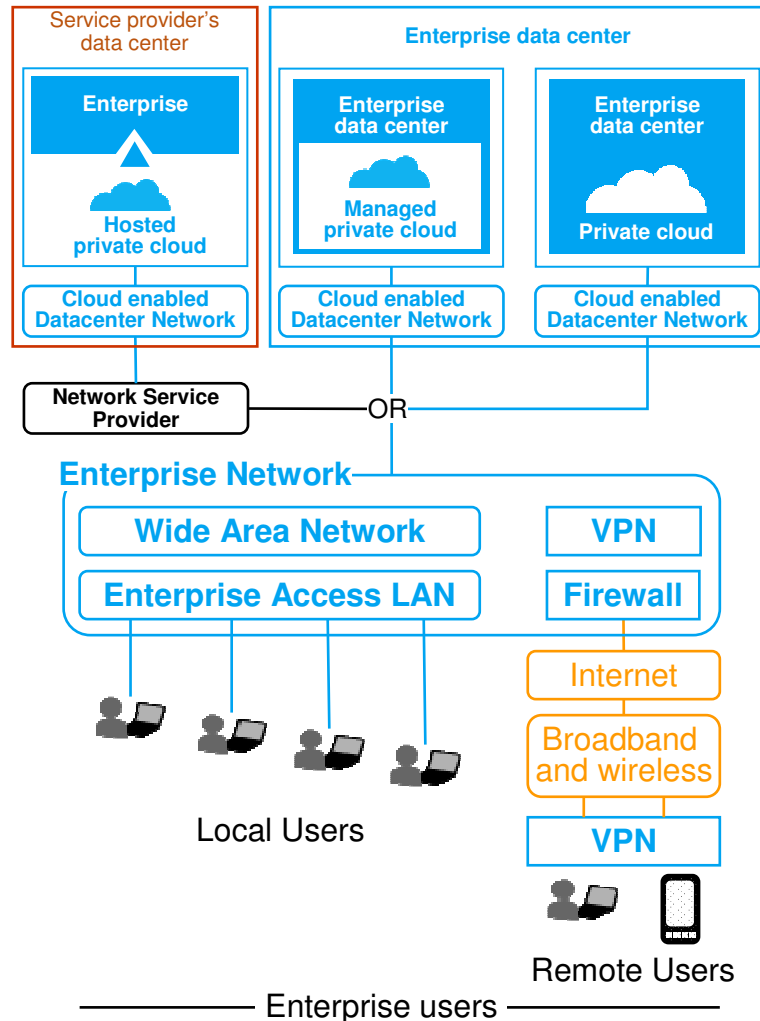 Service provider's
data center
Enterprise data center
Enterprise
Hosted
private cloud
Enterprise
data center
Managed
private cloud
Enterprise
data center
Private cloud
Cloud enabled
Datacenter Network
Cloud enabled
Datacenter Network
Cloud enabled
Datacenter Network
Network Service
Provider
OR
Enterprise Network
Wide Area Network
VPN
Enterprise Access LAN
Firewall
Internet
Broadband
and wireless
Local Users
VPN
Remote Users
Enterprise users